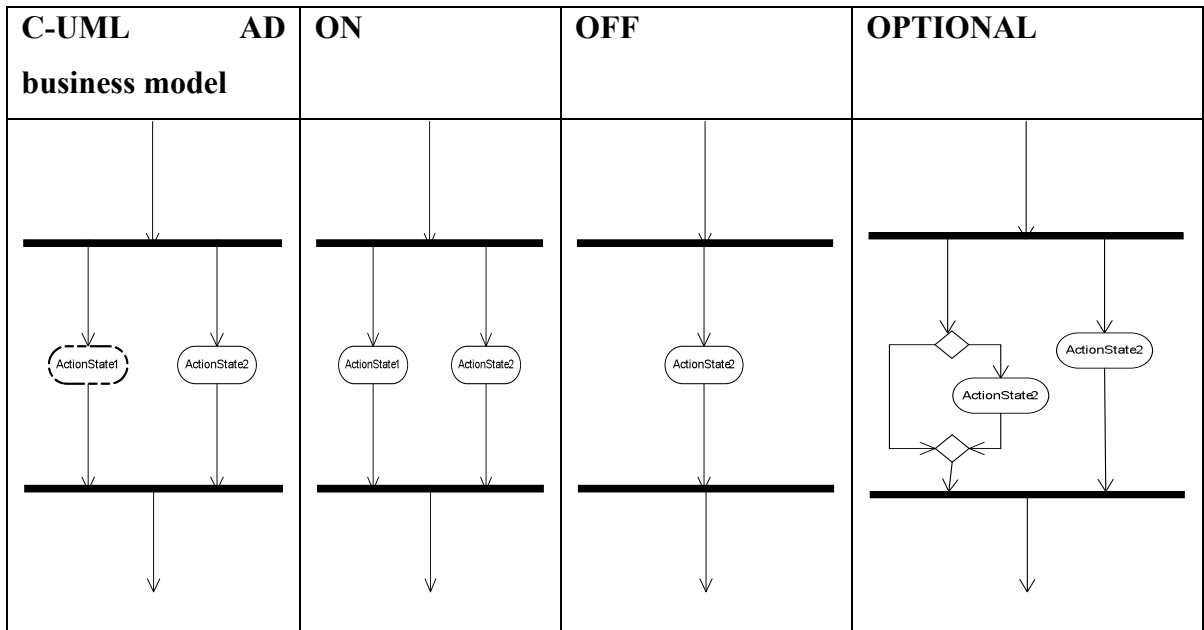 C-UML AD
business model
ON
OFF
OPTIONAL
ActionState1
ActionState2
ActionState1
ActionState2
ActionState2
ActionState2
ActionState2